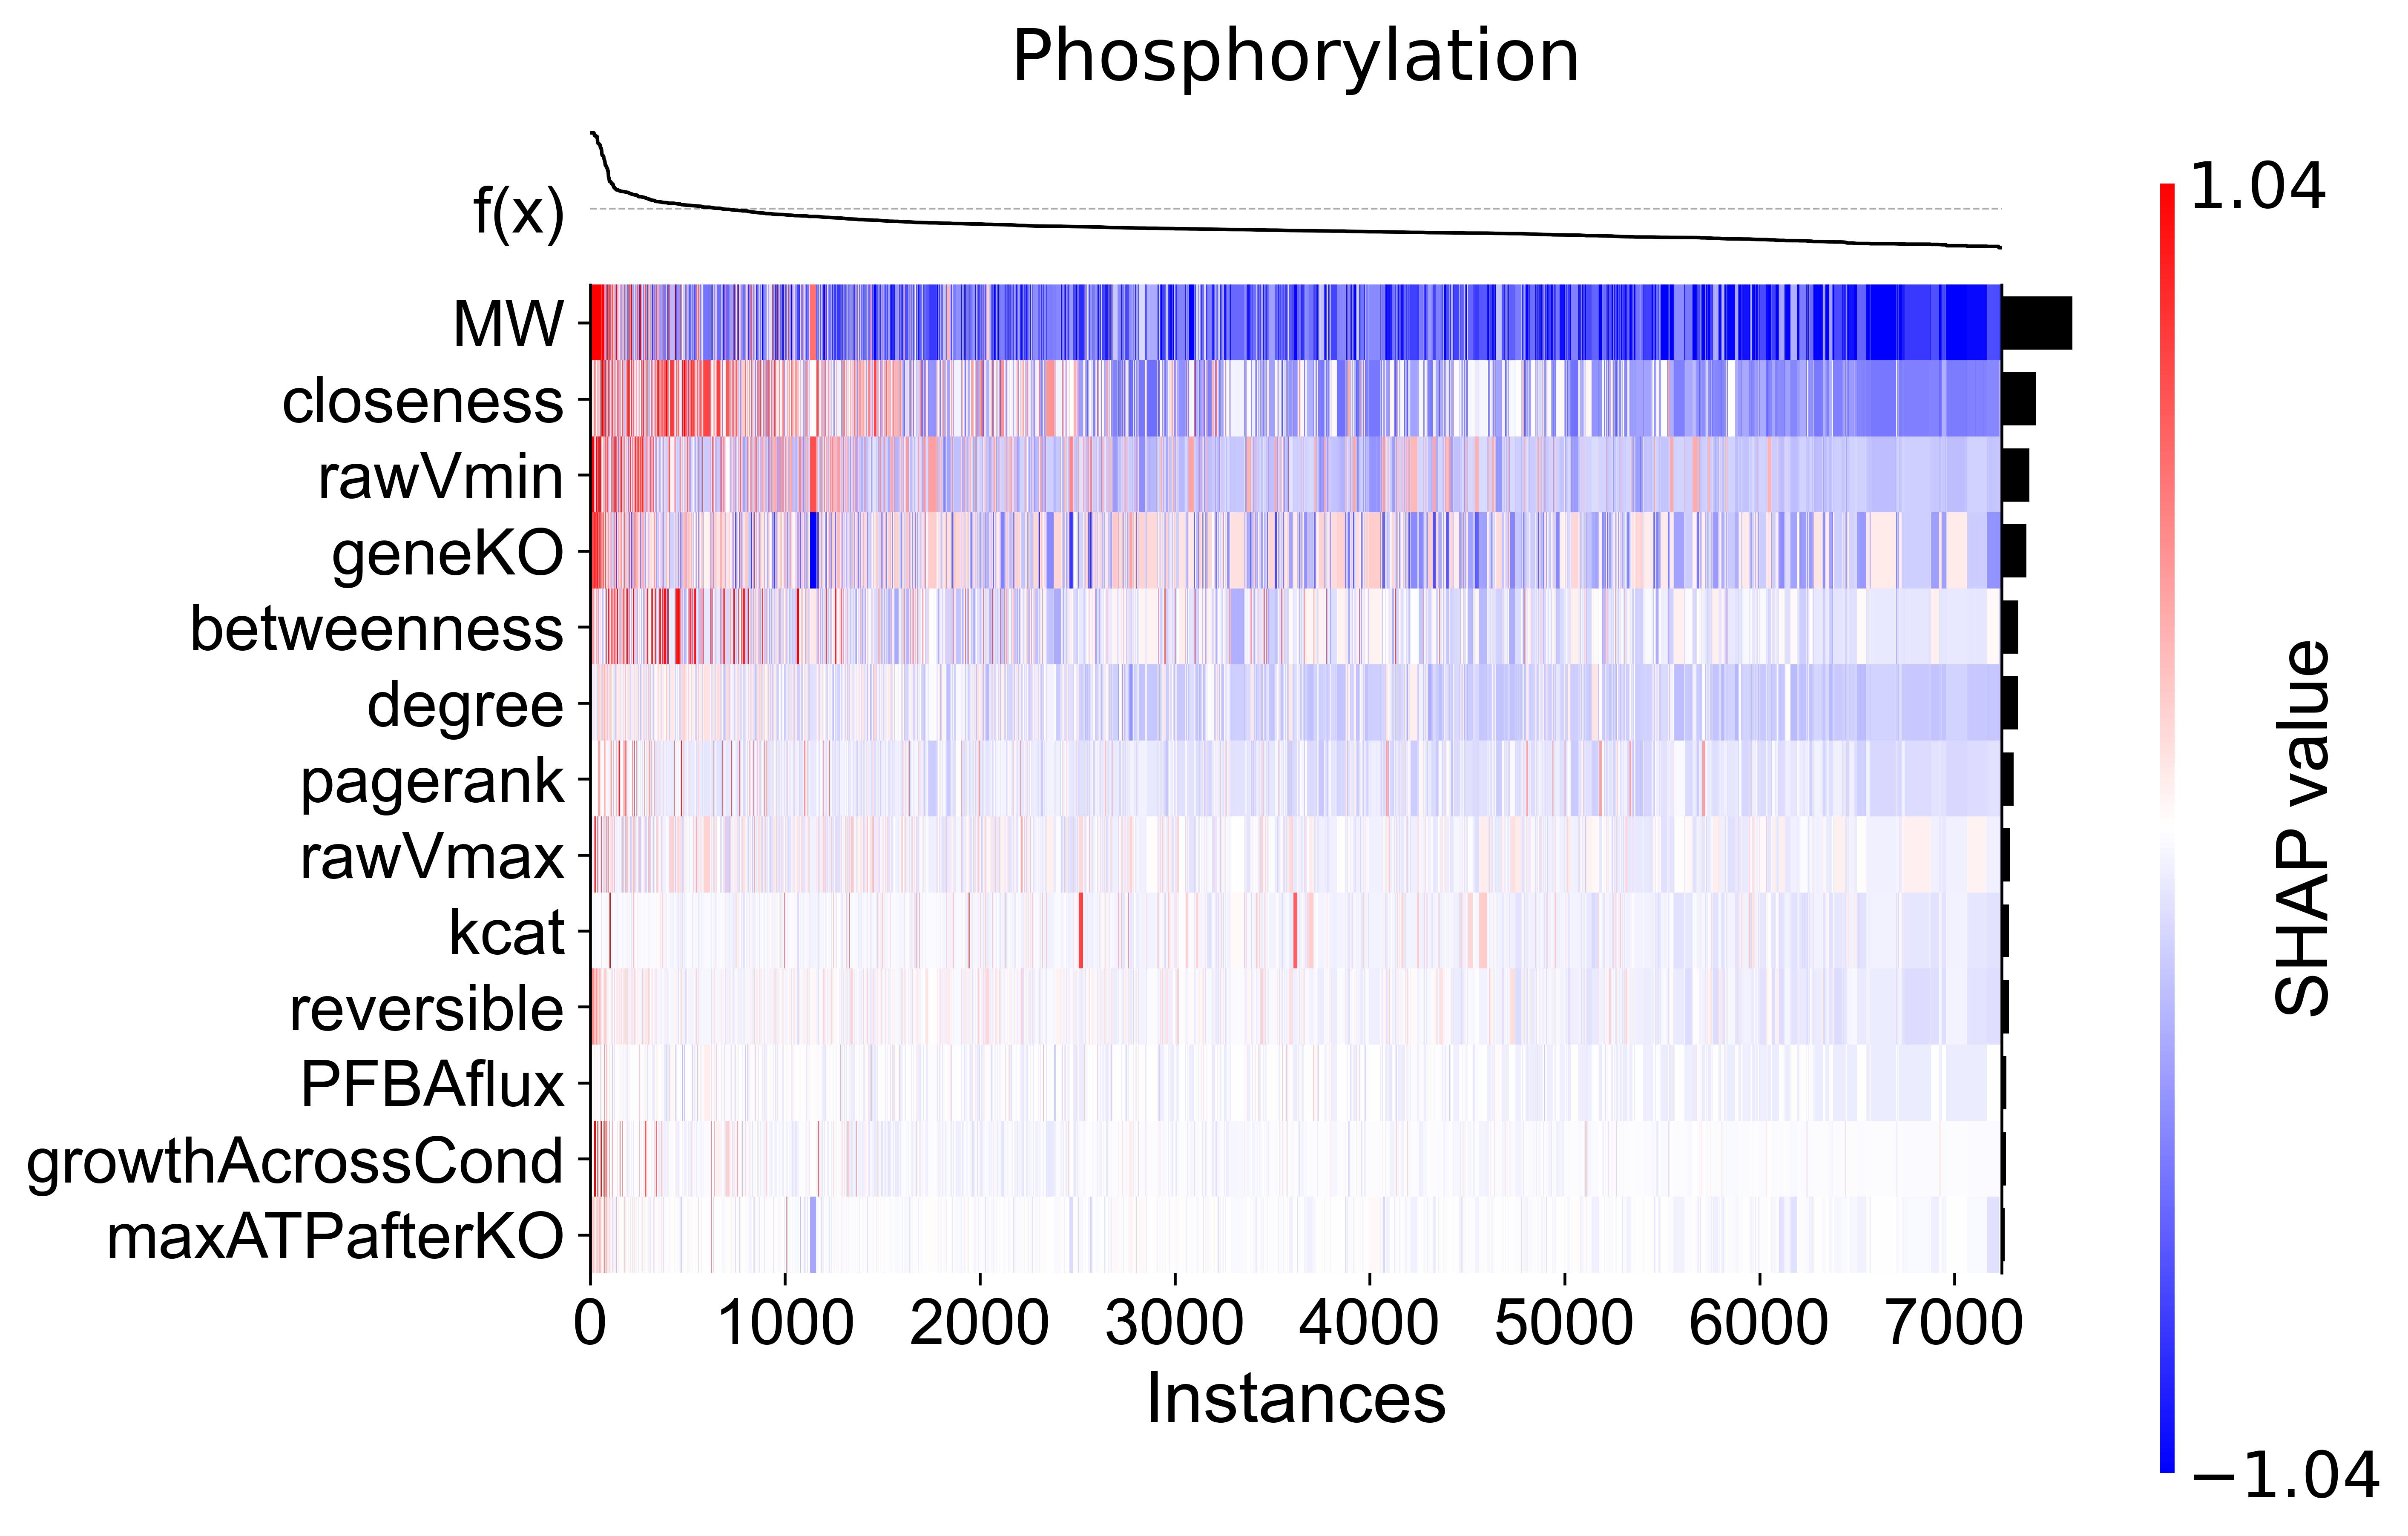 Phosphorylation
f(x)
MW
closeness
rawVmin
geneKO
betweenness
degree
pagerank
rawVmax
kcat
reversible
PFBAflux
growthAcrossCond
maxATPafterKO
0 1000 2000 3000 4000 5000 6000 7000
Instances
1.04
SHAP value
−1.04